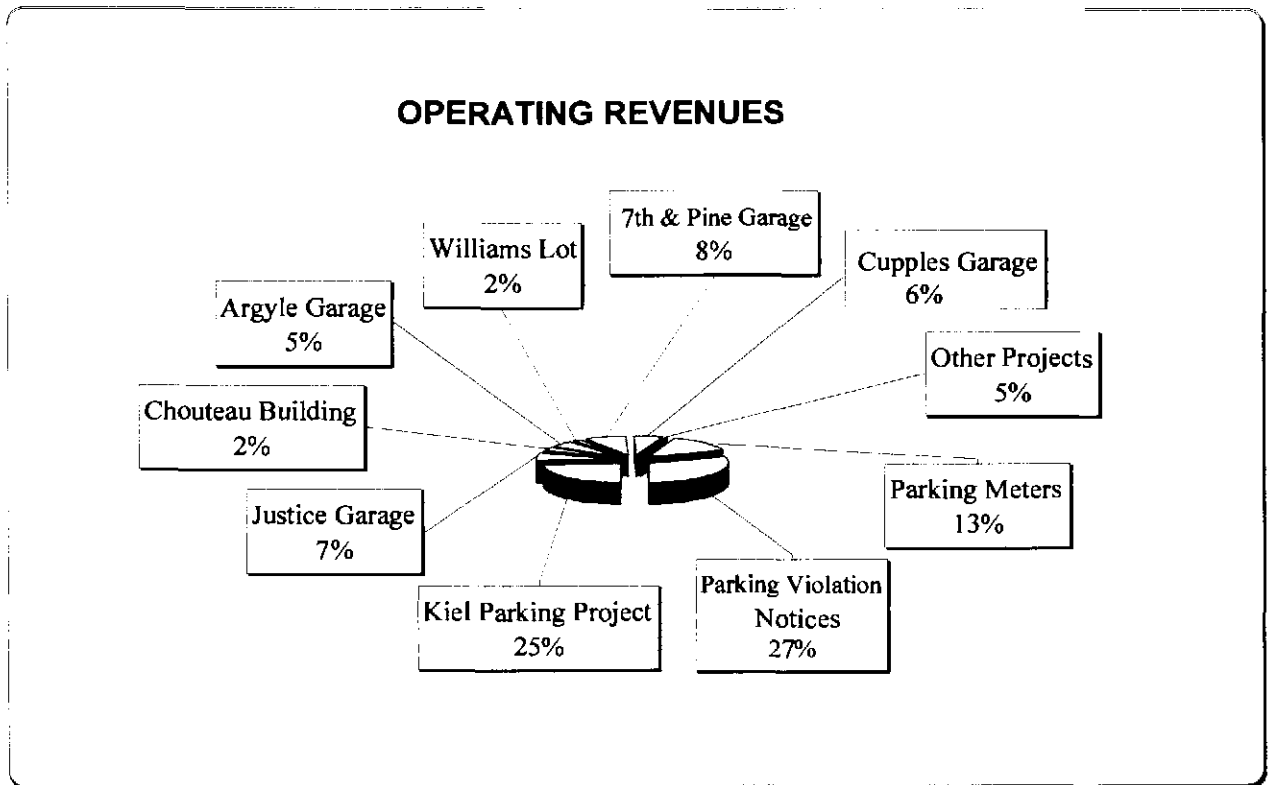 OPERATING REVENUES
7th & Pine Garage
8%
Williams Lot
2%
Cupples Garage
6%
Argyle Garage
5%
Other Projects
5%
Chouteau Building
2%
Parking Meters
13%
Justice Garage
7%
Parking Violation
Notices
27%
Kiel Parking Project
25%